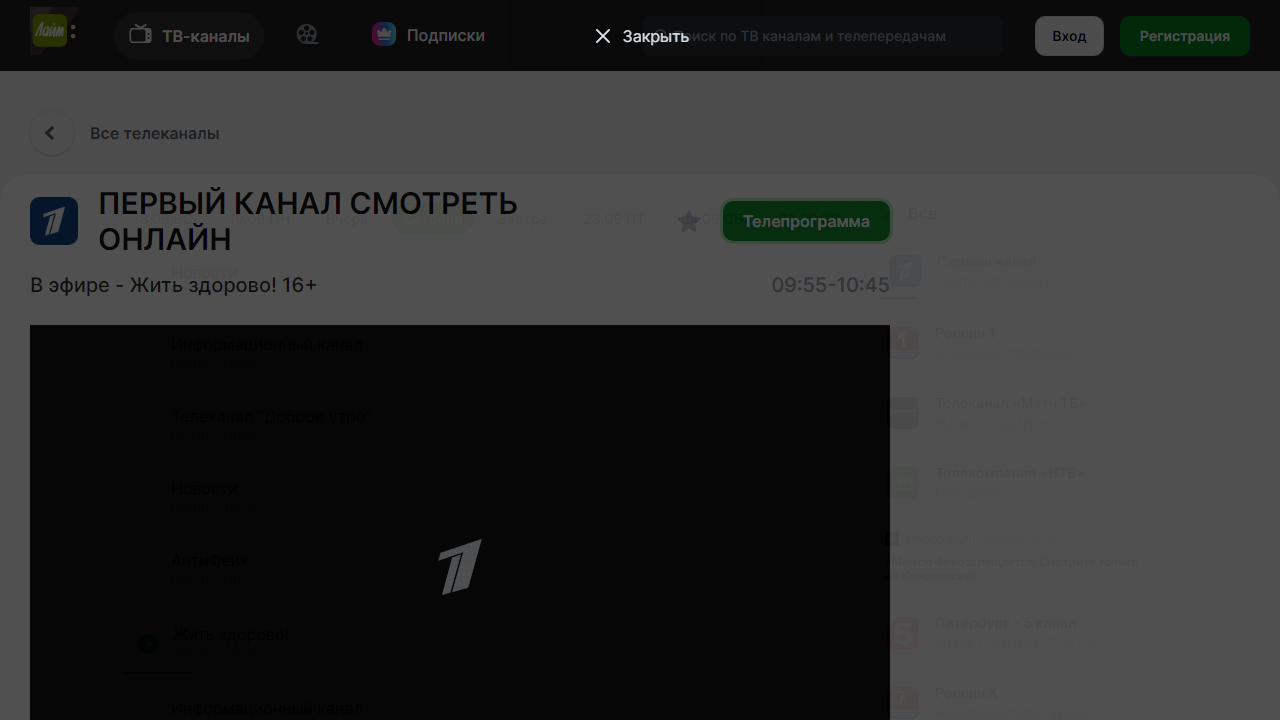 Лайм
ТВ-каналы
Подписки
Закрыть
Поиск по ТВ каналам и телепередачам
Вход
Регистрация
Все телеканалы
ПЕРВЫЙ КАНАЛ СМОТРЕТЬ
ОНЛАЙН
Телепрограмма
Все
В эфире - Жить здорово! 16+
09:55-10:45
Новости
Первый канал
Информационный канал
Россия 1
Телеканал "Доброе утро"
Телеканал «Матч ТВ»
Новости
Телекомпания «НТВ»
АнтиФейк
Жить здорово!
Петербург - 5 канал
Информационный канал
Россия К